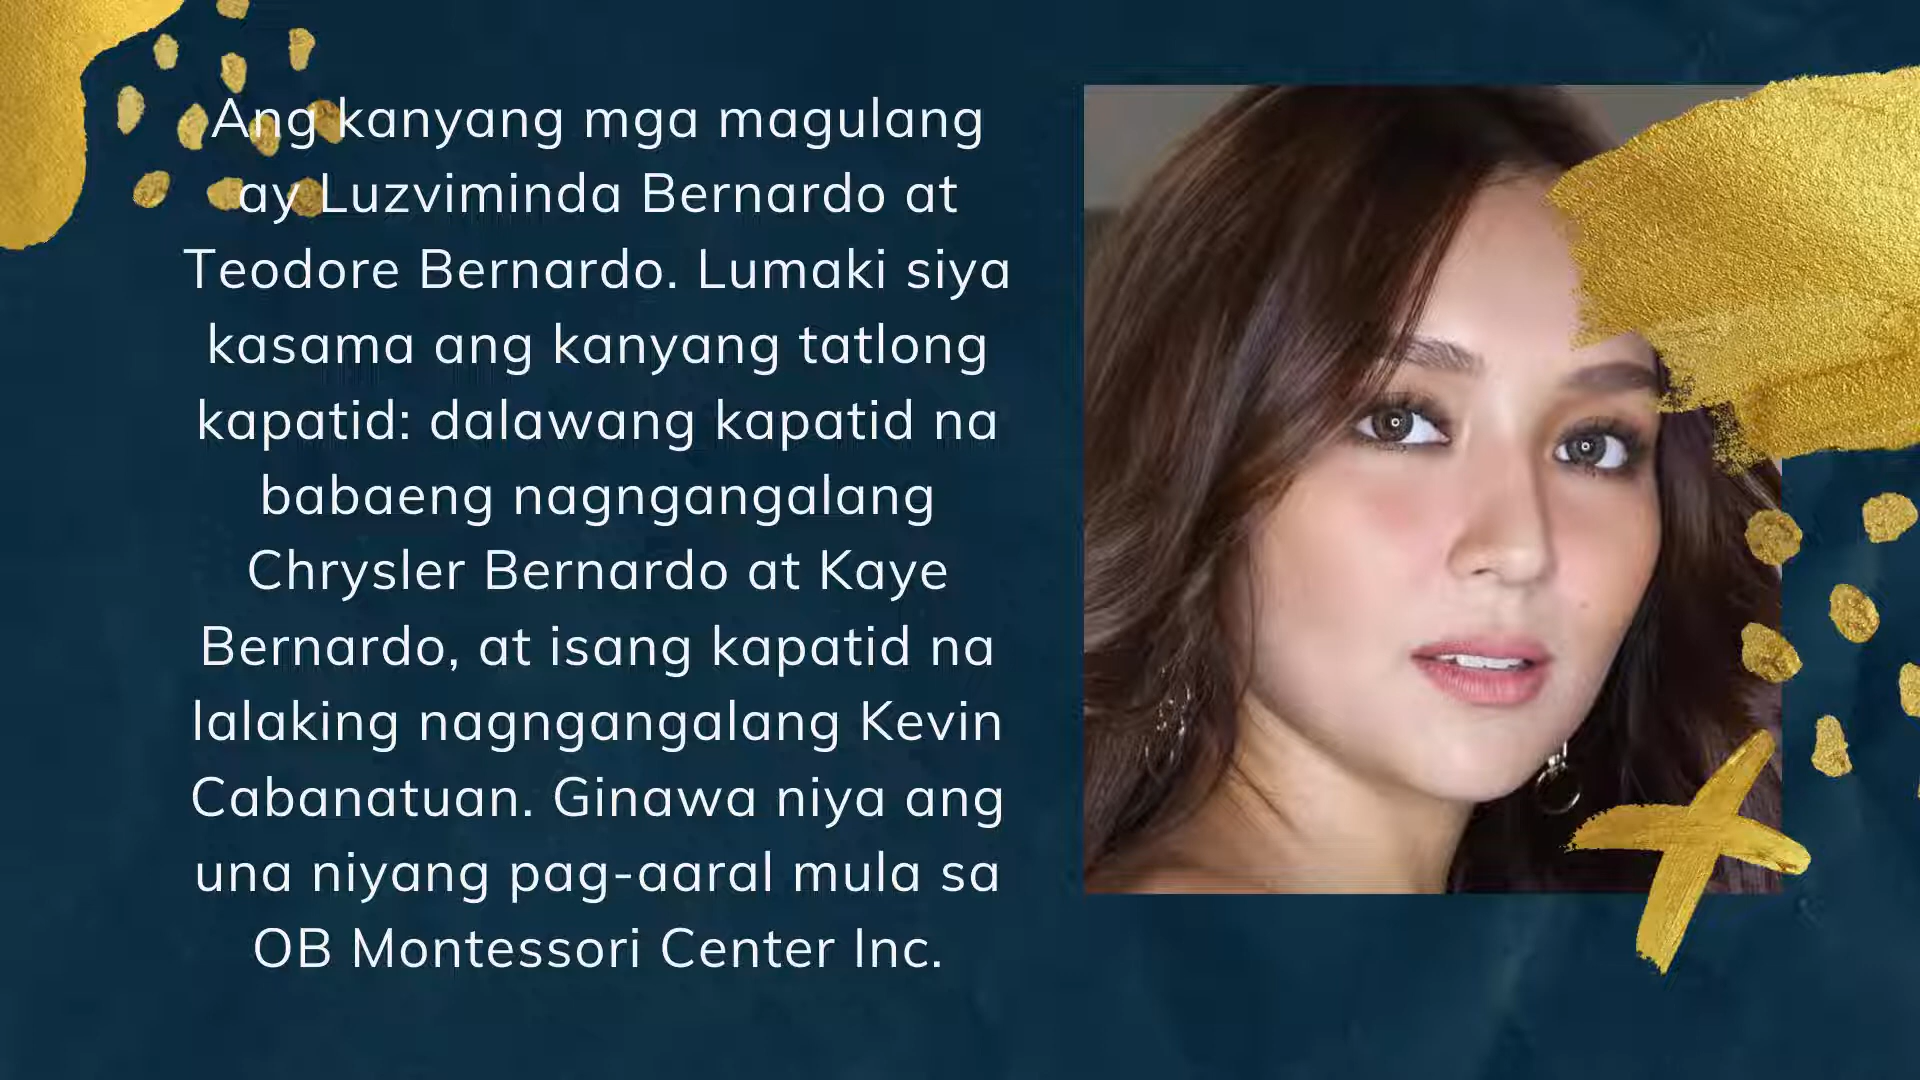 Ang kanyang mga magulang
ay Luzviminda Bernardo at
Teodore Bernardo. Lumaki siya
kasama ang kanyang tatlong
kapatid: dalawang kapatid na
babaeng nagngangalang
Chrysler Bernardo at Kaye
Bernardo, at isang kapatid na
lalaking nagngangalang Kevin
Cabanatuan. Ginawa niya ang
una niyang pag-aaral mula sa
OB Montessori Center Inc.